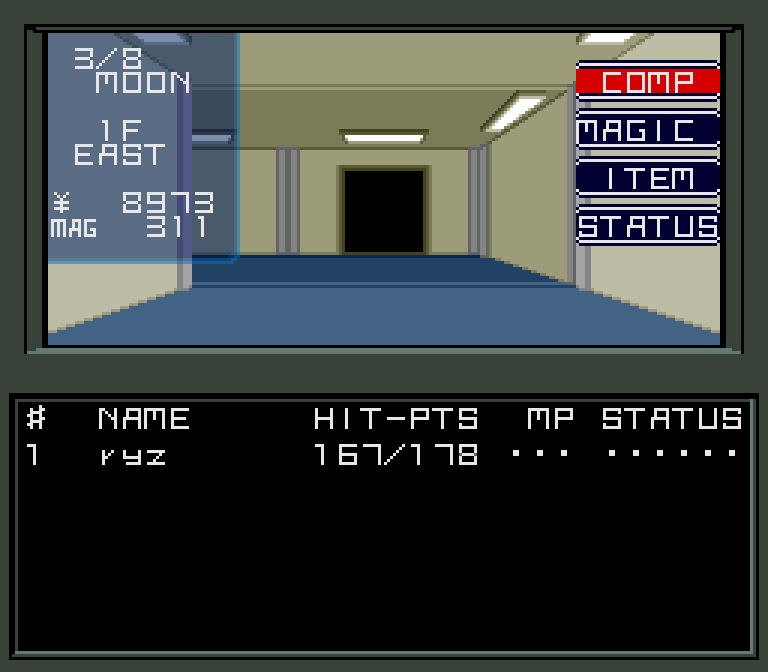 3/8
MOON
1F
EAST
¥ 8973
MAG 311
COMP
MAGIC
ITEM
STATUS
# NAME HIT-PTS MP STATUS
1 ryz 167/178 ... ......